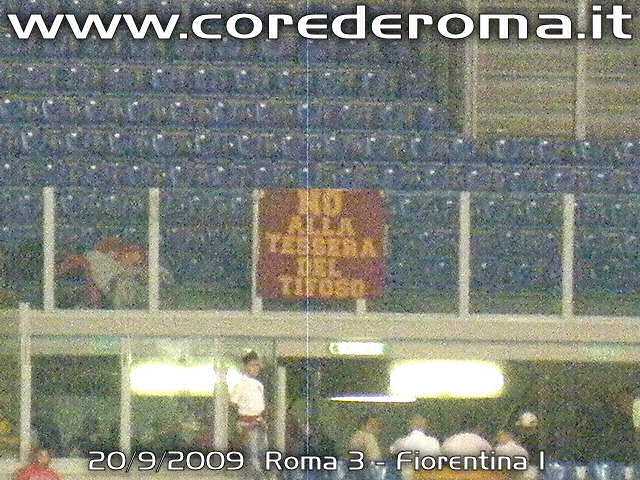 www.corederoma.it
NO
ALLA
TESSERA
DEL
TIFOSO
20/9/2009 Roma 3 - Fiorentina 1